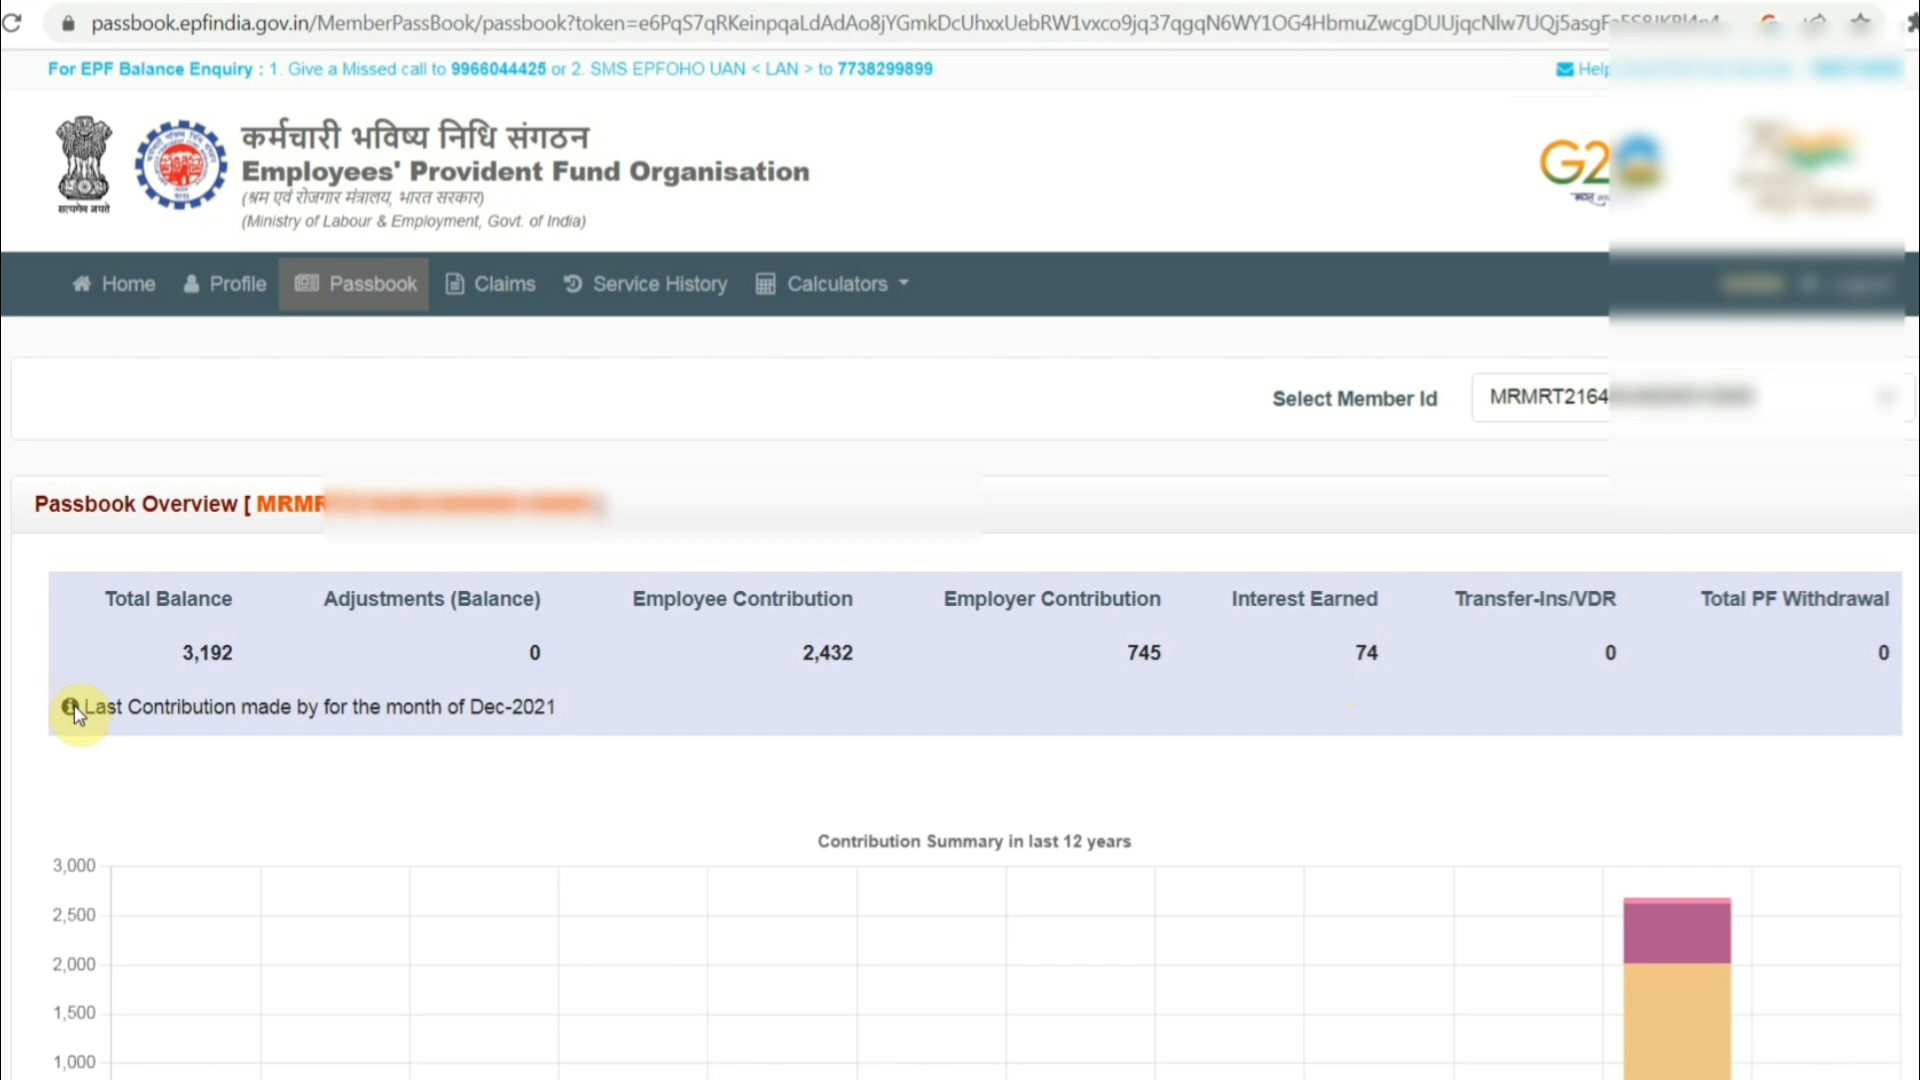 passbook.epfindia.gov.in/MemberPassBook/passbook?token=e6PqS7qRKeinpqaLdAdAo8jYGmkDcUhxxUebRW1vxco9jq37qgqN6WY1OG4HbmuZwcgDUUjqcNlw7UQj5asgF
For EPF Balance Enquiry : 1. Give a Missed call to 9966044425 or 2. SMS EPFOHO UAN < LAN > to 7738299899
Help
कर्मचारी भविष्य निधि संगठन
Employees' Provident Fund Organisation
(श्रम एवं रोजगार मंत्रालय, भारत सरकार)
(Ministry of Labour & Employment, Govt. of India)
सत्यमेव जयते
G2
Home Profile Passbook Claims Service History Calculators
Select Member Id MRMRT2164
Passbook Overview [ MRMR
Total Balance Adjustments (Balance) Employee Contribution Employer Contribution Interest Earned Transfer-Ins/VDR Total PF Withdrawal
3,192 0 2,432 745 74 0 0
Last Contribution made by for the month of Dec-2021
Contribution Summary in last 12 years
3,000
2,500
2,000
1,500
1,000